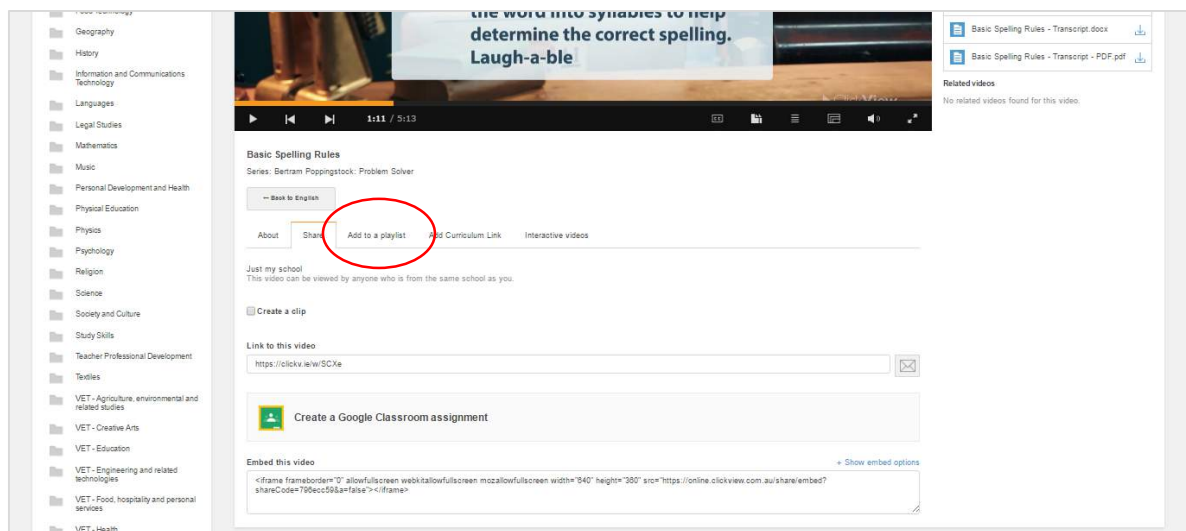 Food Technology
Geography
History
Information and Communications
Technology
Languages
Legal Studies
Mathematics
Music
Personal Development and Health
Physical Education
Physics
Psychology
Religion
Science
Society and Culture
Study Skills
Teacher Professional Development
Textiles
VET - Agriculture, environmental and
related studies
VET - Creative Arts
VET - Education
VET - Engineering and related
technologies
VET - Food, hospitality and personal
services
VET - Health
the word into syllables to help
determine the correct spelling.
Laugh-a-ble
ClickView
1:11 / 5:13
CC
Basic Spelling Rules
Series: Bertram Poppingstock: Problem Solver
← Back to English
About Share Add to a playlist Add Curriculum Link Interactive videos
Just my school
This video can be viewed by anyone who is from the same school as you.
Create a clip
Link to this video
https://clickv.ie/w/SCXe
Create a Google Classroom assignment
Embed this video + Show embed options
<iframe frameborder="0" allowfullscreen webkitallowfullscreen mozallowfullscreen width="640" height="360" src="https://online.clickview.com.au/share/embed?
shareCode=796ecc59&a=false"></iframe>
Basic Spelling Rules - Transcript.docx
Basic Spelling Rules - Transcript - PDF.pdf
Related videos
No related videos found for this video.